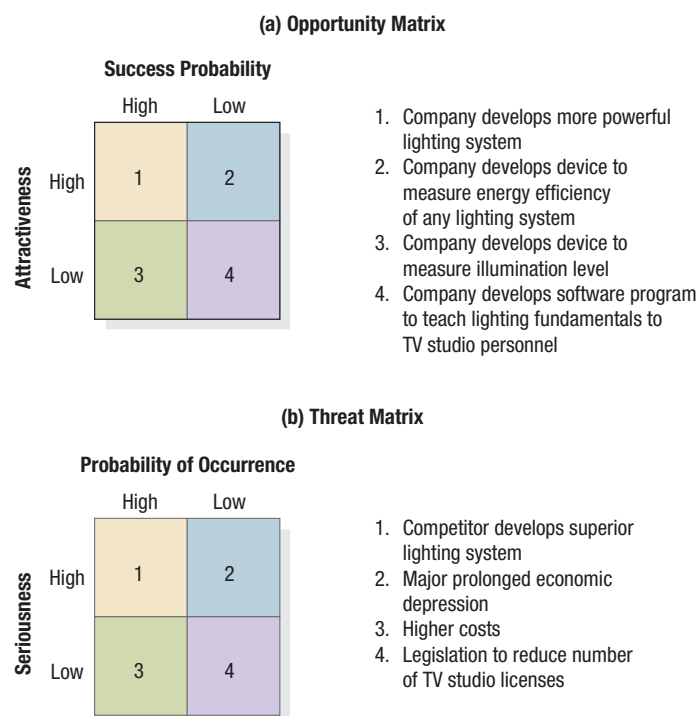 (a) Opportunity Matrix
Success Probability
High Low
Attractiveness
High 1 2
Low 3 4
1. Company develops more powerful
lighting system
2. Company develops device to
measure energy efficiency
of any lighting system
3. Company develops device to
measure illumination level
4. Company develops software program
to teach lighting fundamentals to
TV studio personnel
(b) Threat Matrix
Probability of Occurrence
High Low
Seriousness
High 1 2
Low 3 4
1. Competitor develops superior
lighting system
2. Major prolonged economic
depression
3. Higher costs
4. Legislation to reduce number
of TV studio licenses